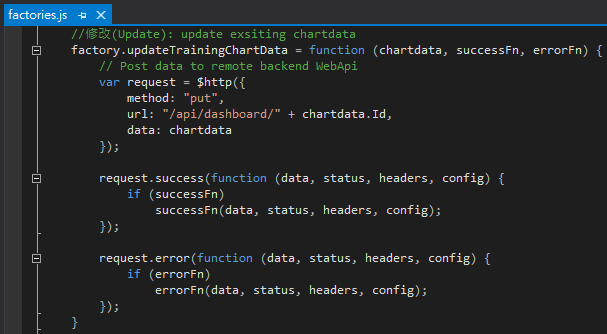 factories.js
//修改(Update): update exsiting chartdata
factory.updateTrainingChartData = function (chartdata, successFn, errorFn) {
// Post data to remote backend WebApi
var request = $http({
method: "put",
url: "/api/dashboard/" + chartdata.Id,
data: chartdata
});
request.success(function (data, status, headers, config) {
if (successFn)
successFn(data, status, headers, config);
});
request.error(function (data, status, headers, config) {
if (errorFn)
errorFn(data, status, headers, config);
});
}